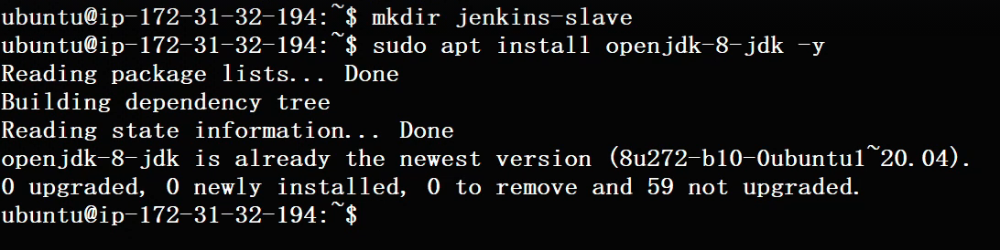 ubuntu@ip-172-31-32-194:~$ mkdir jenkins-slave
ubuntu@ip-172-31-32-194:~$ sudo apt install openjdk-8-jdk -y
Reading package lists... Done
Building dependency tree
Reading state information... Done
openjdk-8-jdk is already the newest version (8u272-b10-0ubuntu1~20.04).
0 upgraded, 0 newly installed, 0 to remove and 59 not upgraded.
ubuntu@ip-172-31-32-194:~$